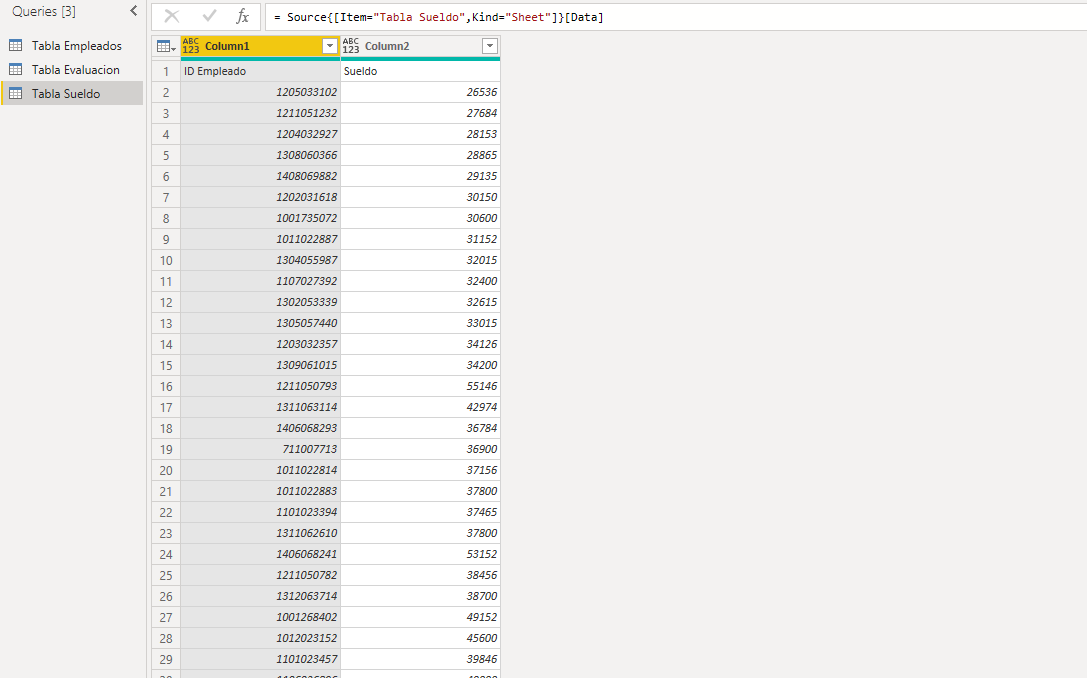 Queries [3]
fx
= Source{[Item="Tabla Sueldo",Kind="Sheet"]}[Data]
Tabla Empleados
Tabla Evaluacion
Tabla Sueldo
ABC 123 Column1 ABC 123 Column2
1 ID Empleado Sueldo
2 1205033102 26536
3 1211051232 27684
4 1204032927 28153
5 1308060366 28865
6 1408069882 29135
7 1202031618 30150
8 1001735072 30600
9 1011022887 31152
10 1304055987 32015
11 1107027392 32400
12 1302053339 32615
13 1305057440 33015
14 1203032357 34126
15 1309061015 34200
16 1211050793 55146
17 1311063114 42974
18 1406068293 36784
19 711007713 36900
20 1011022814 37156
21 1011022883 37800
22 1101023394 37465
23 1311062610 37800
24 1406068241 53152
25 1211050782 38456
26 1312063714 38700
27 1001268402 49152
28 1012023152 45600
29 1101023457 39846